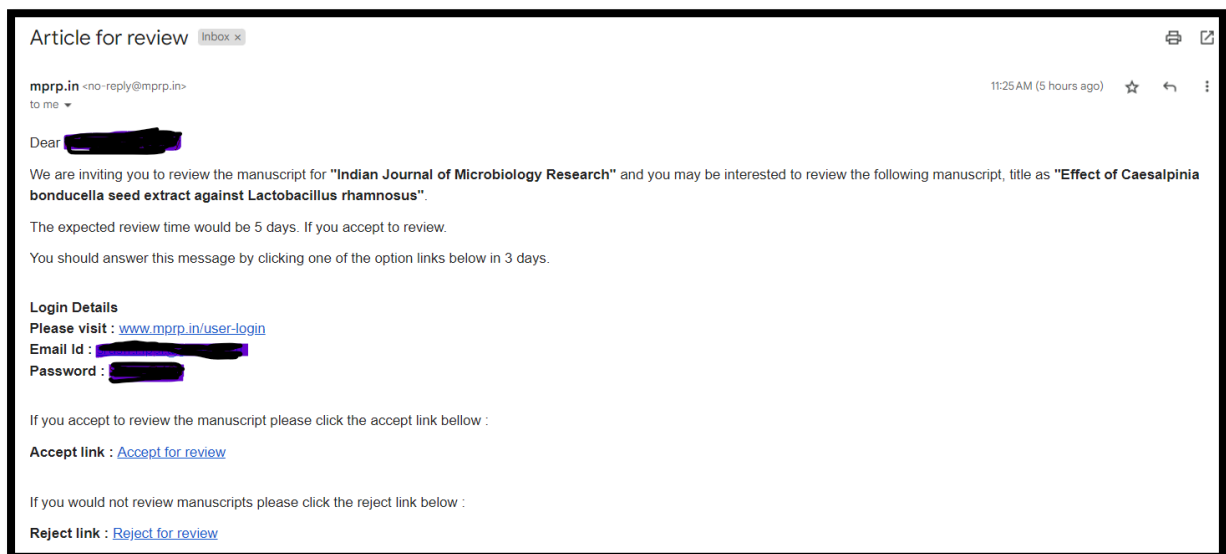 Article for review Inbox ×
mprp.in <no-reply@mprp.in> 11:25 AM (5 hours ago)
to me
Dear
We are inviting you to review the manuscript for "Indian Journal of Microbiology Research" and you may be interested to review the following manuscript, title as "Effect of Caesalpinia
bonducella seed extract against Lactobacillus rhamnosus".
The expected review time would be 5 days. If you accept to review.
You should answer this message by clicking one of the option links below in 3 days.
Login Details
Please visit : www.mprp.in/user-login
Email Id :
Password :
If you accept to review the manuscript please click the accept link bellow :
Accept link : Accept for review
If you would not review manuscripts please click the reject link below :
Reject link : Reject for review